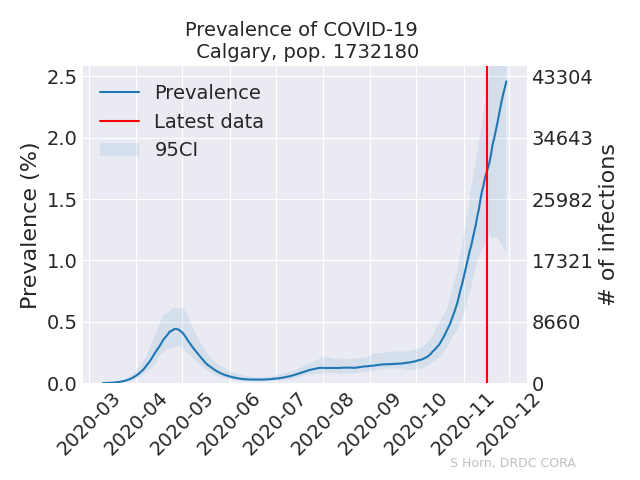 Prevalence of COVID-19
Calgary, pop. 1732180
Prevalence (%)
2.5
2.0
1.5
1.0
0.5
0.0
Prevalence
Latest data
95CI
43304
34643
25982
17321
8660
0
# of infections
2020-03
2020-04
2020-05
2020-06
2020-07
2020-08
2020-09
2020-10
2020-11
2020-12
S Horn, DRDC CORA